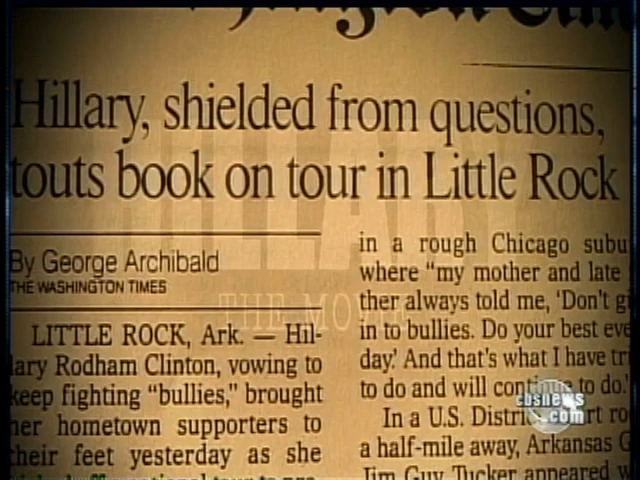 Hillary, shielded from questions,
touts book on tour in Little Rock
By George Archibald
THE WASHINGTON TIMES
LITTLE ROCK, Ark. — Hil-
lary Rodham Clinton, vowing to
keep fighting “bullies,” brought
her hometown supporters to
their feet yesterday as she
tour to
in a rough Chicago subu
where “my mother and late
ther always told me, ‘Don't gi
in to bullies. Do your best eve
day.’ And that's what I have tr
to do and will continue to do.”
In a U.S. District court ro
a half-mile away, Arkansas G
Jim Guy Tucker appeared w
HILLARY
THE MOVIE
cbsnews
.com